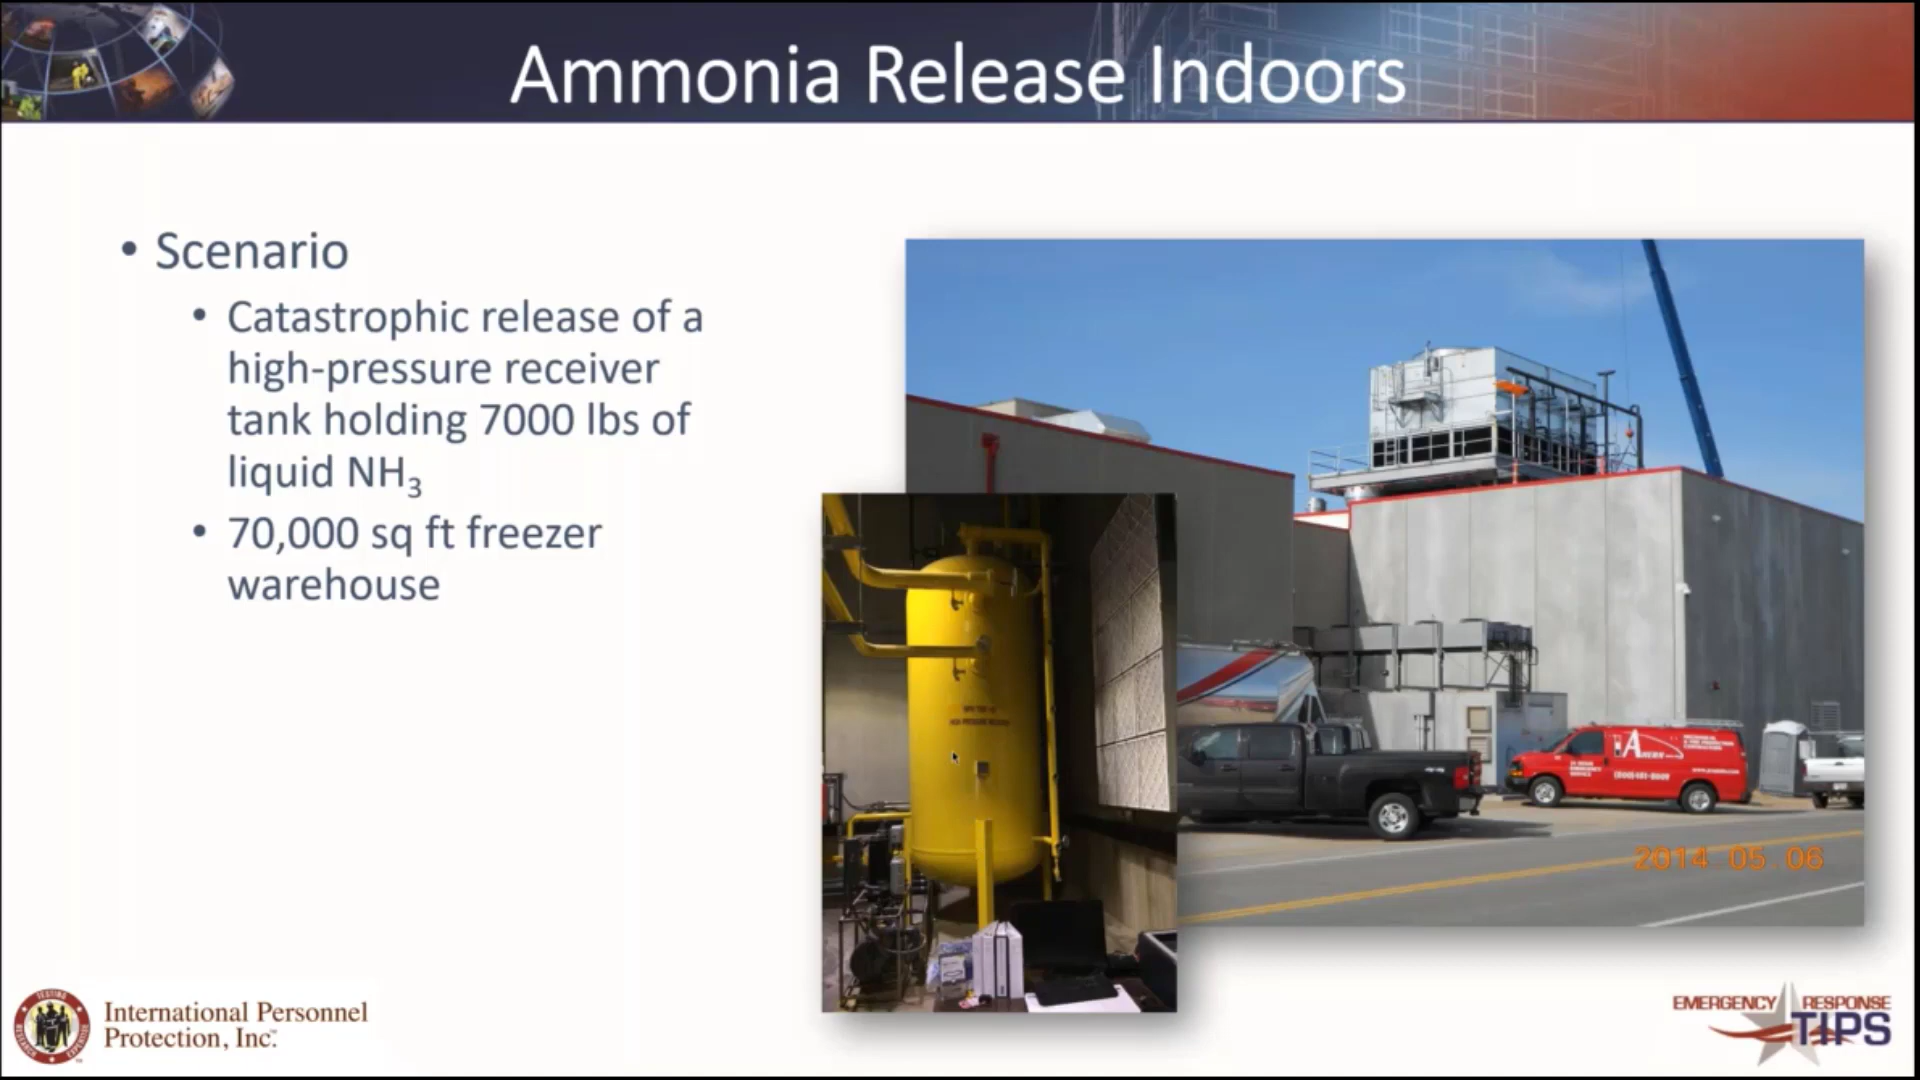 Ammonia Release Indoors
• Scenario
• Catastrophic release of a
high-pressure receiver
tank holding 7000 lbs of
liquid NH₃
• 70,000 sq ft freezer
warehouse
AHERN
2014 05.06
International Personnel
Protection, Inc.
EMERGENCY RESPONSE
TIPS